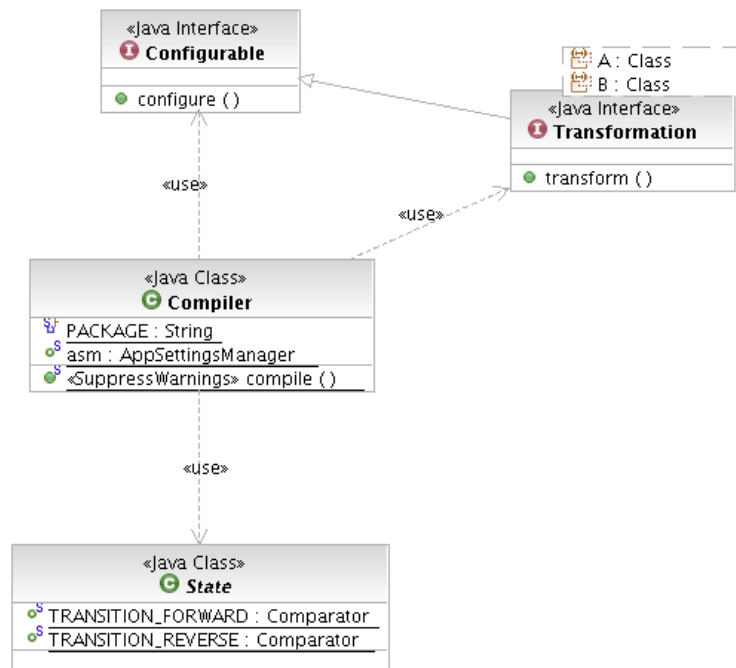 «Java Interface»
Configurable
configure ( )
A : Class
B : Class
«Java Interface»
Transformation
transform ( )
«use»
«use»
«Java Class»
Compiler
PACKAGE : String
asm : AppSettingsManager
«SuppressWarnings» compile ( )
«use»
«Java Class»
State
TRANSITION_FORWARD : Comparator
TRANSITION_REVERSE : Comparator